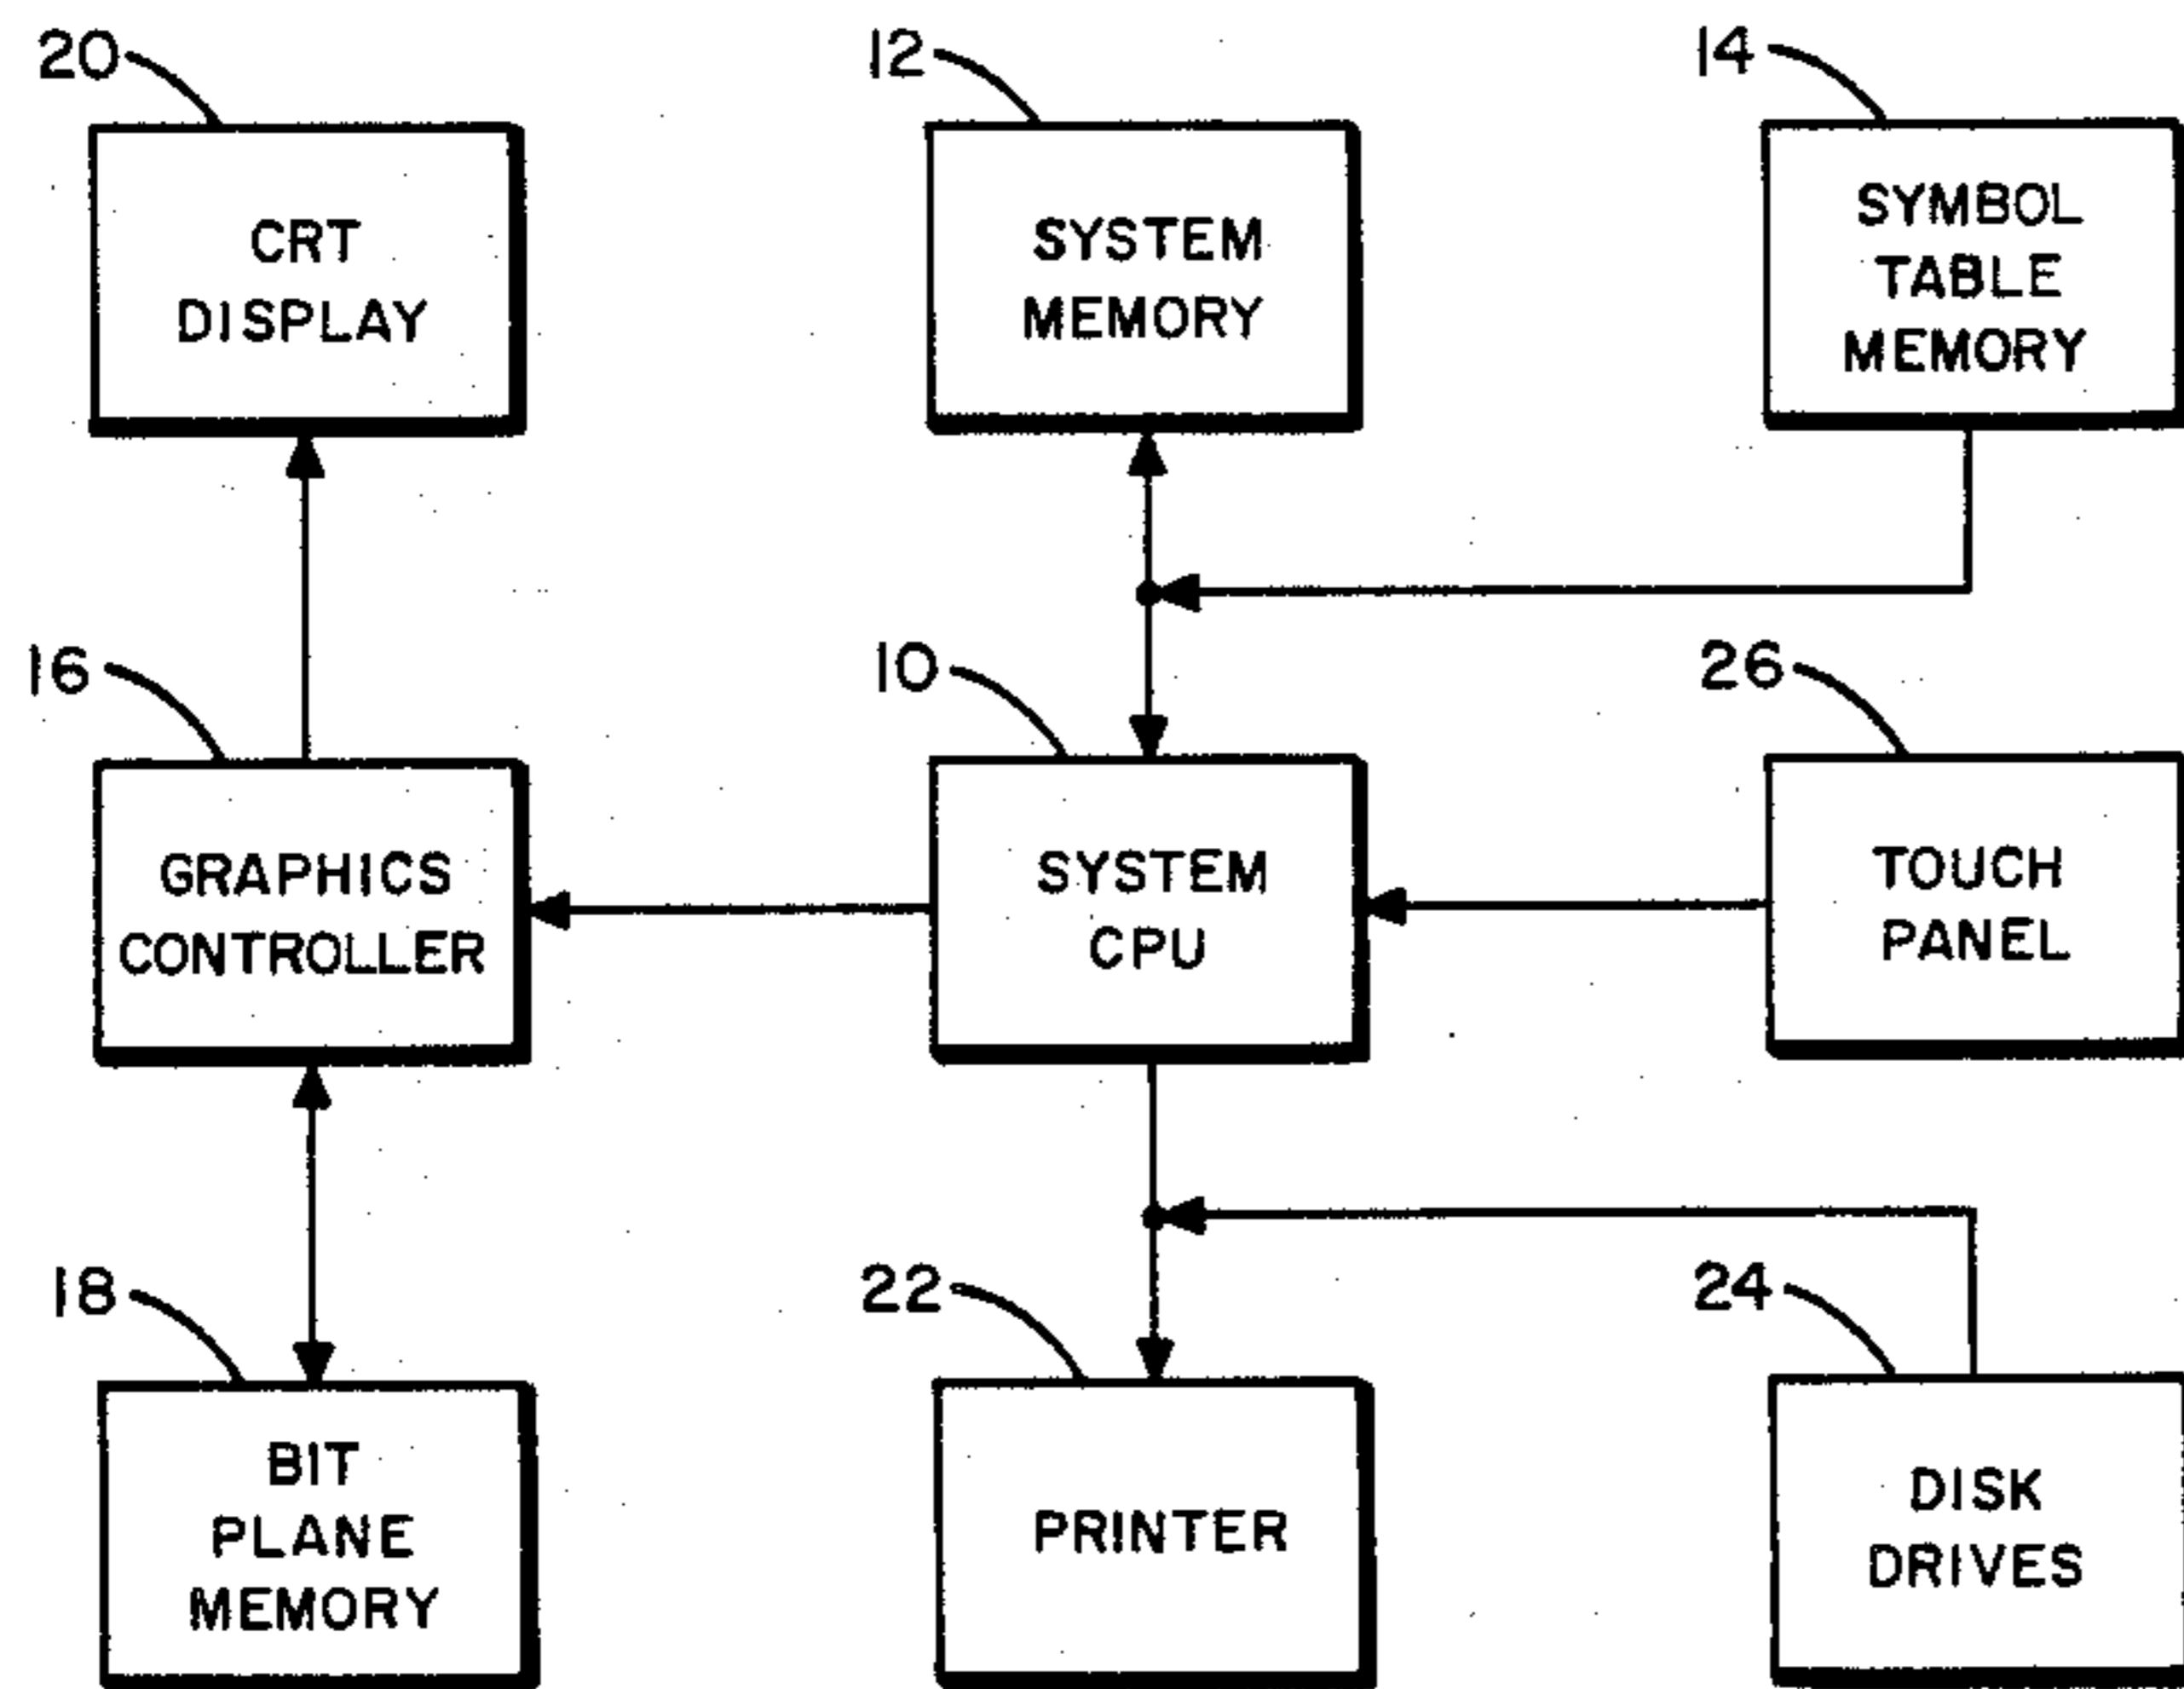 20
12
14
CRT
DISPLAY
SYSTEM
MEMORY
SYMBOL
TABLE
MEMORY
16
10
26
GRAPHICS
CONTROLLER
SYSTEM
CPU
TOUCH
PANEL
18
22
24
BIT
PLANE
MEMORY
PRINTER
DISK
DRIVES